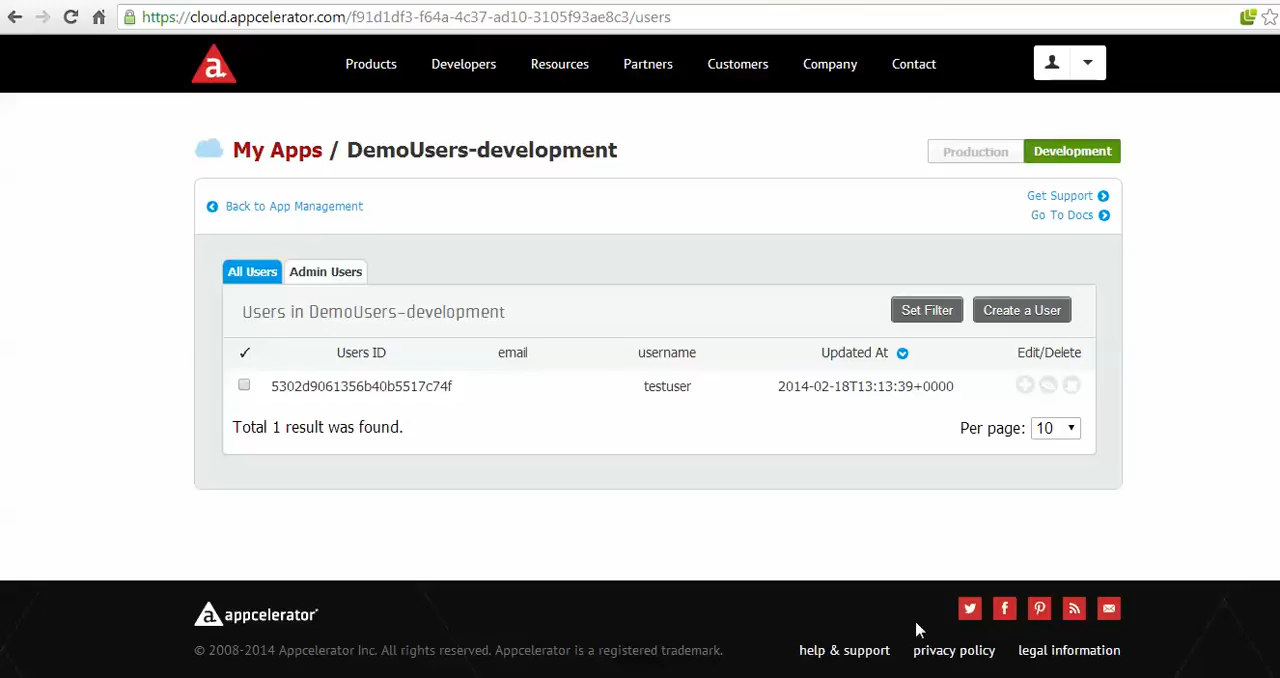 https://cloud.appcelerator.com/f91d1df3-f64a-4c37-ad10-3105f93ae8c3/users
a Products Developers Resources Partners Customers Company Contact
My Apps / DemoUsers-development Production Development
Back to App Management Get Support
Go To Docs
All Users Admin Users
Users in DemoUsers-development Set Filter Create a User
✓ Users ID email username Updated At Edit/Delete
5302d9061356b40b5517c74f testuser 2014-02-18T13:13:39+0000
Total 1 result was found. Per page: 10
a appcelerator
© 2008-2014 Appcelerator Inc. All rights reserved. Appcelerator is a registered trademark. help & support privacy policy legal information